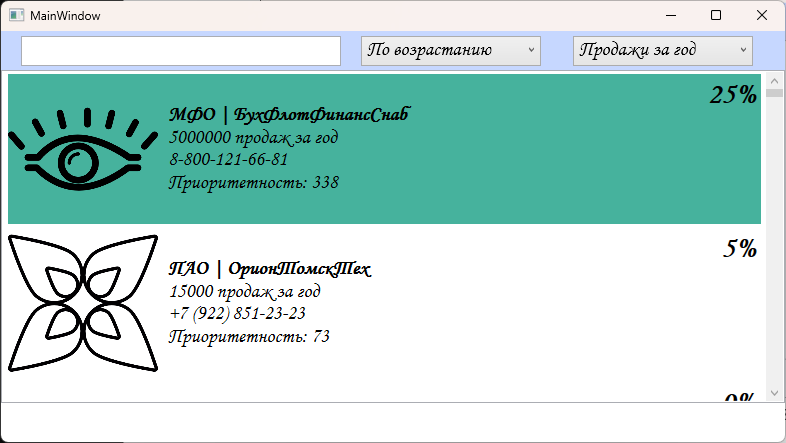 MainWindow
По возрастанию
Продажи за год
25%
МФО | БухФлотФинансСнаб
5000000 продаж за год
8-800-121-66-81
Приоритетность: 338
5%
ПАО | ОрионТомскТех
15000 продаж за год
+7 (922) 851-23-23
Приоритетность: 73